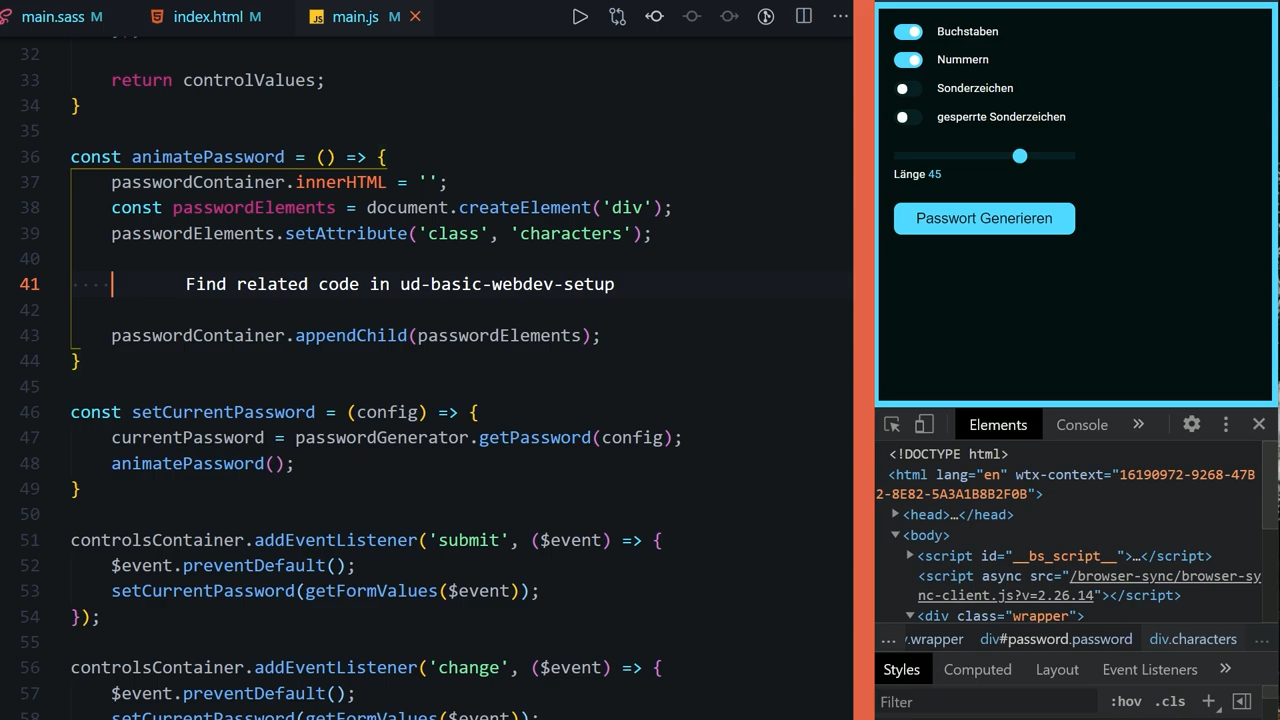 main.sass M
index.html M
main.js M
32
33 return controlValues;
34 }
35
36 const animatePassword = () => {
37 passwordContainer.innerHTML = '';
38 const passwordElements = document.createElement('div');
39 passwordElements.setAttribute('class', 'characters');
40
41 Find related code in ud-basic-webdev-setup
42
43 passwordContainer.appendChild(passwordElements);
44 }
45
46 const setCurrentPassword = (config) => {
47 currentPassword = passwordGenerator.getPassword(config);
48 animatePassword();
49 }
50
51 controlsContainer.addEventListener('submit', ($event) => {
52 $event.preventDefault();
53 setCurrentPassword(getFormValues($event));
54 });
55
56 controlsContainer.addEventListener('change', ($event) => {
57 $event.preventDefault();
58 setCurrentPassword(getFormValues($event));
Buchstaben
Nummern
Sonderzeichen
gesperrte Sonderzeichen
Länge 45
Passwort Generieren
Elements
Console
<!DOCTYPE html>
<html lang="en" wtx-context="16190972-9268-47B
2-8E82-5A3A1B8B2F0B">
<head>…</head>
<body>
<script id="__bs_script__">…</script>
<script async src="/browser-sync/browser-sy
nc-client.js?v=2.26.14"></script>
<div class="wrapper">
… v.wrapper div#password.password div.characters …
Styles Computed Layout Event Listeners
Filter :hov .cls